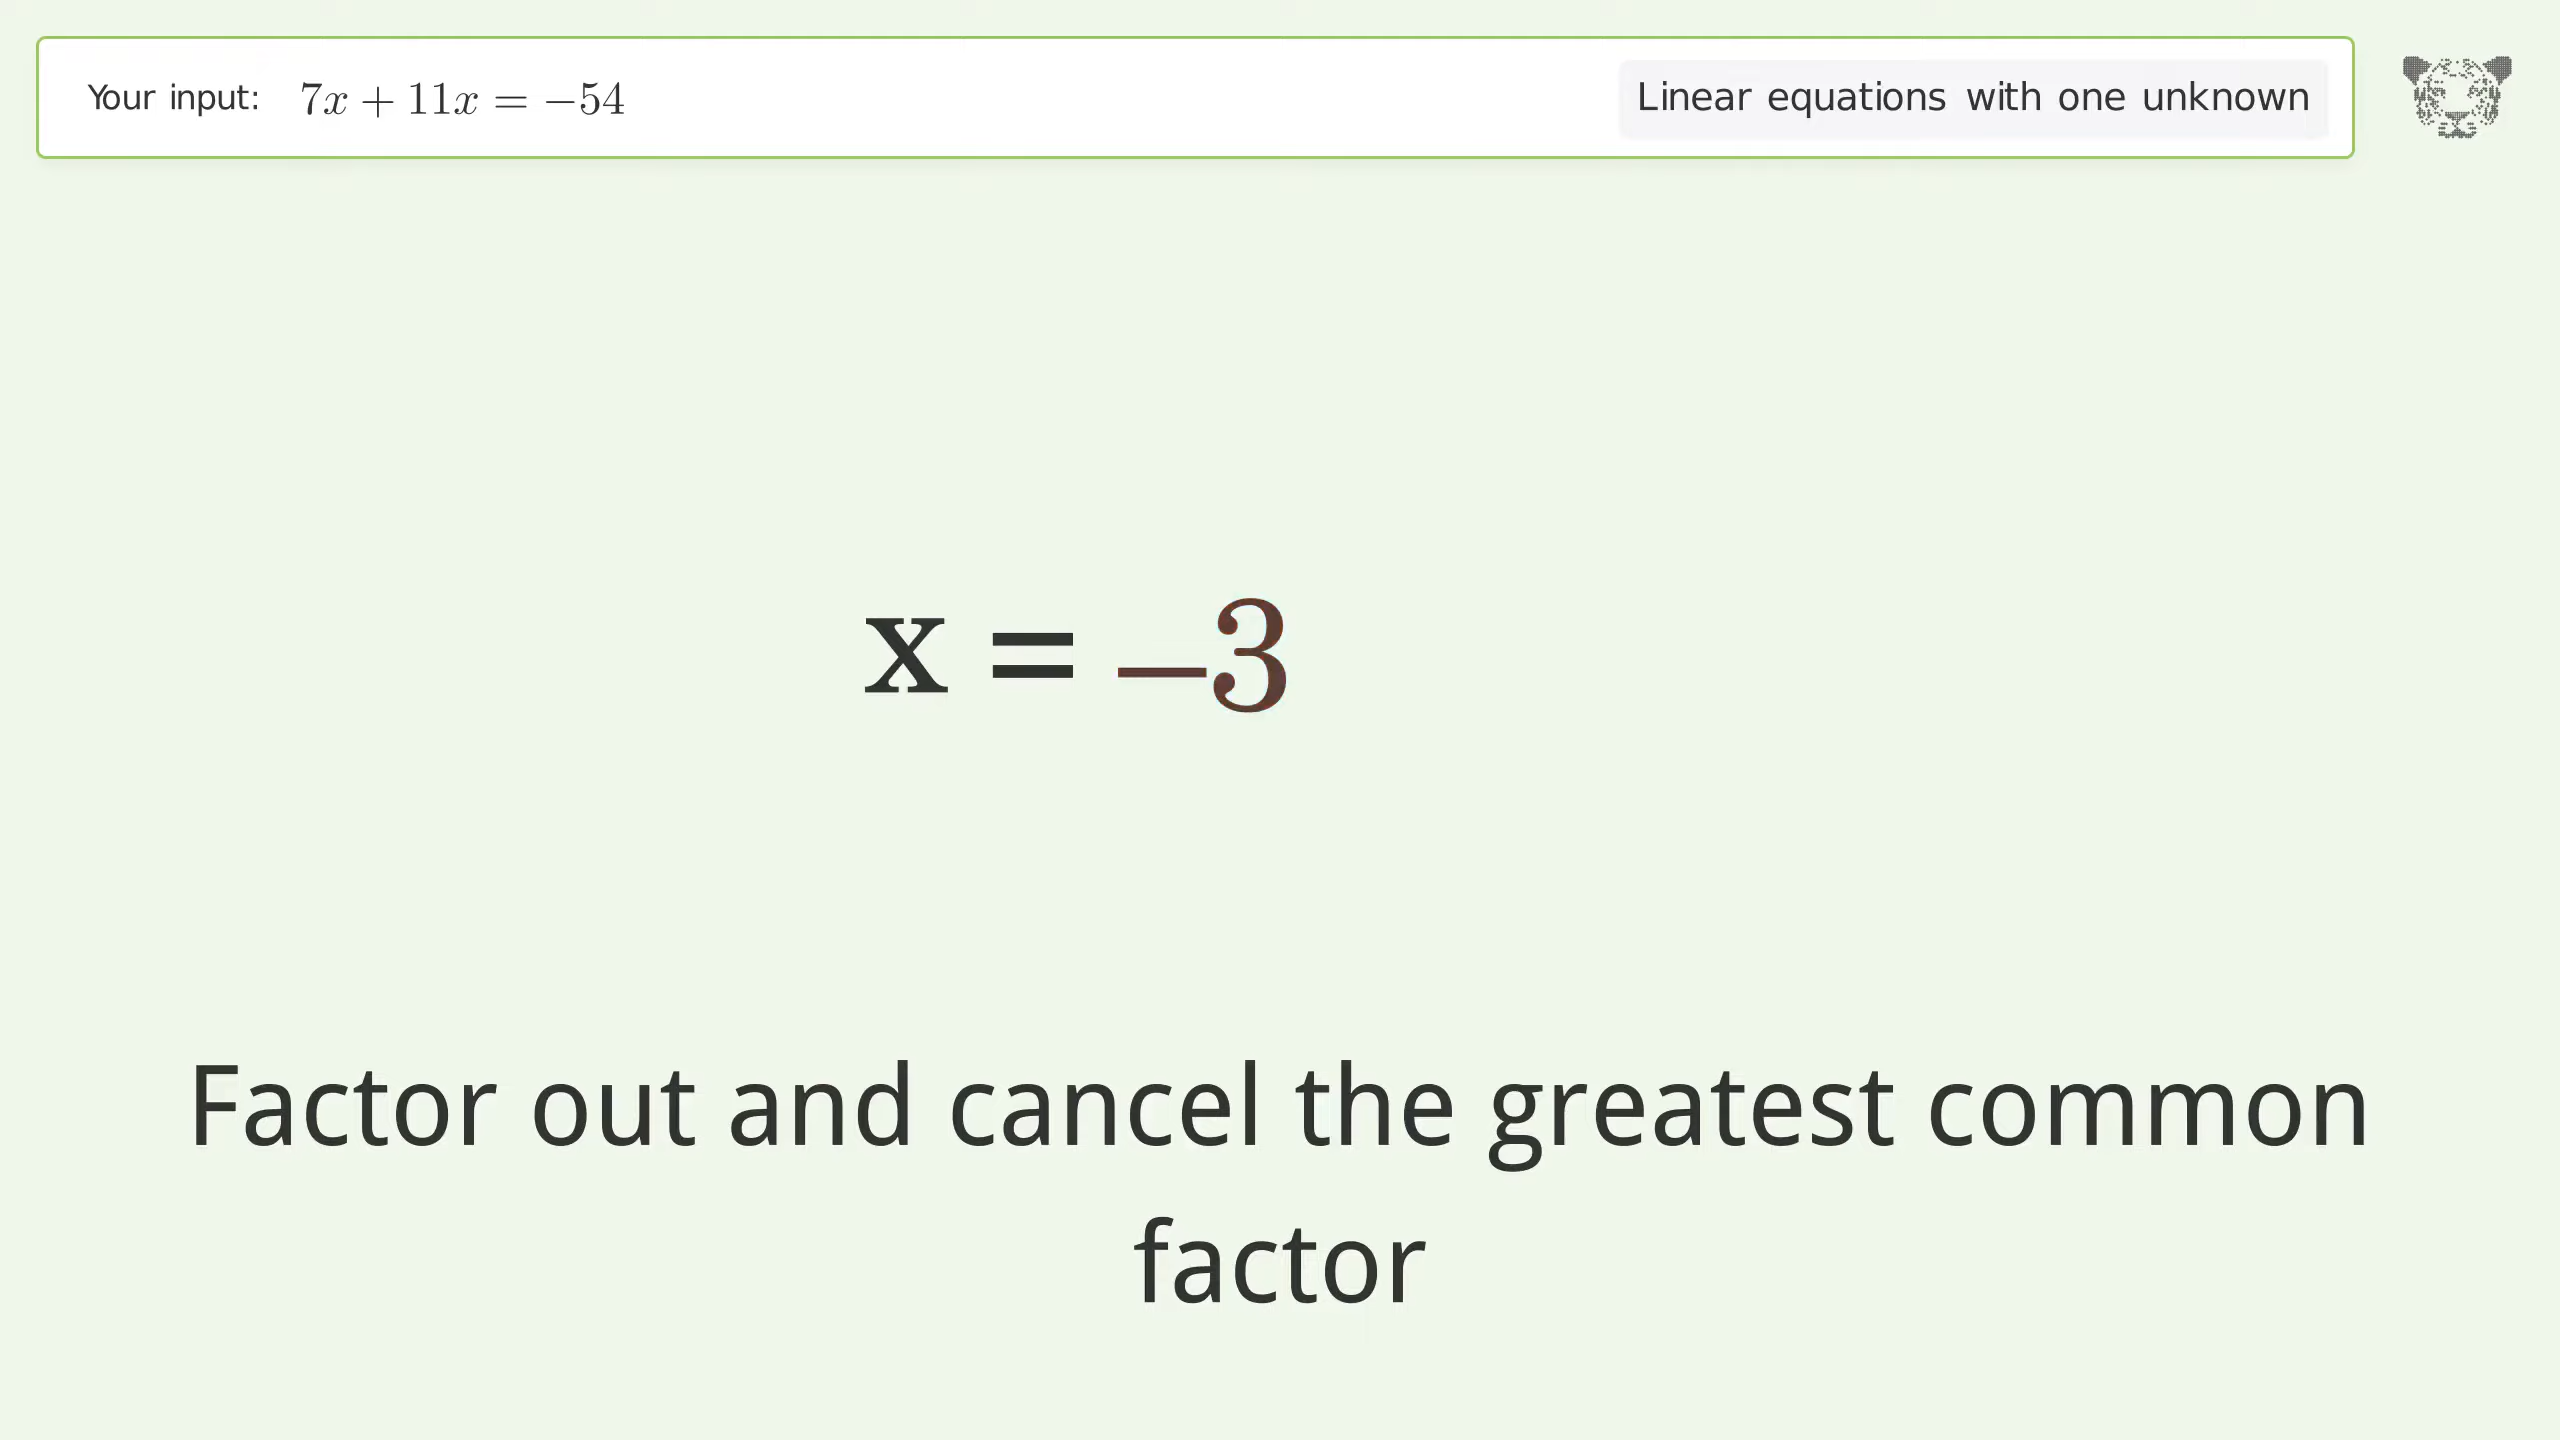 Your input: 7x + 11x = −54
Linear equations with one unknown
x = −3
Factor out and cancel the greatest common
factor